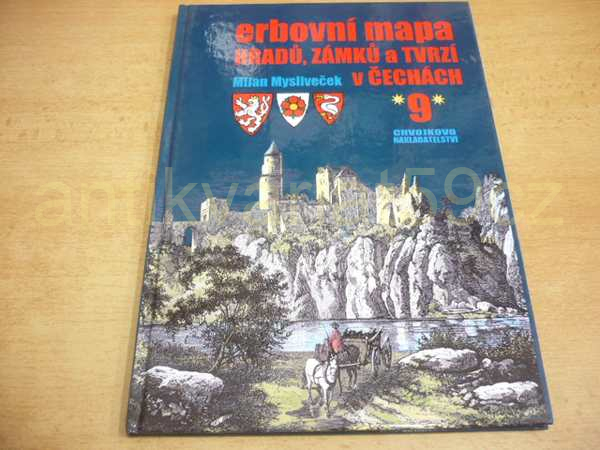 erbovní mapa
HRADŮ, ZÁMKŮ a TVRZÍ
Milan Mysliveček v ČECHÁCH
*9*
CHVOJKOVO
NAKLADATELSTVÍ